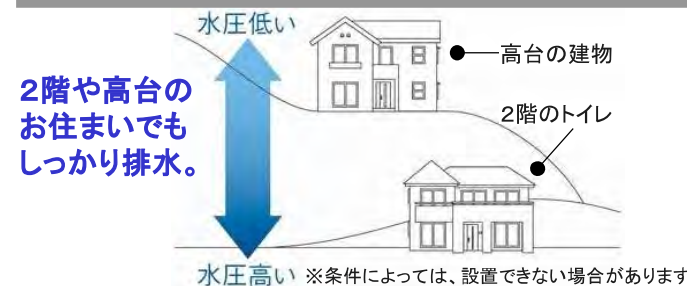 水圧低い
高台の建物
2階や高台の
お住まいでも
しっかり排水。
2階のトイレ
水圧高い ※条件によっては、設置できない場合があります